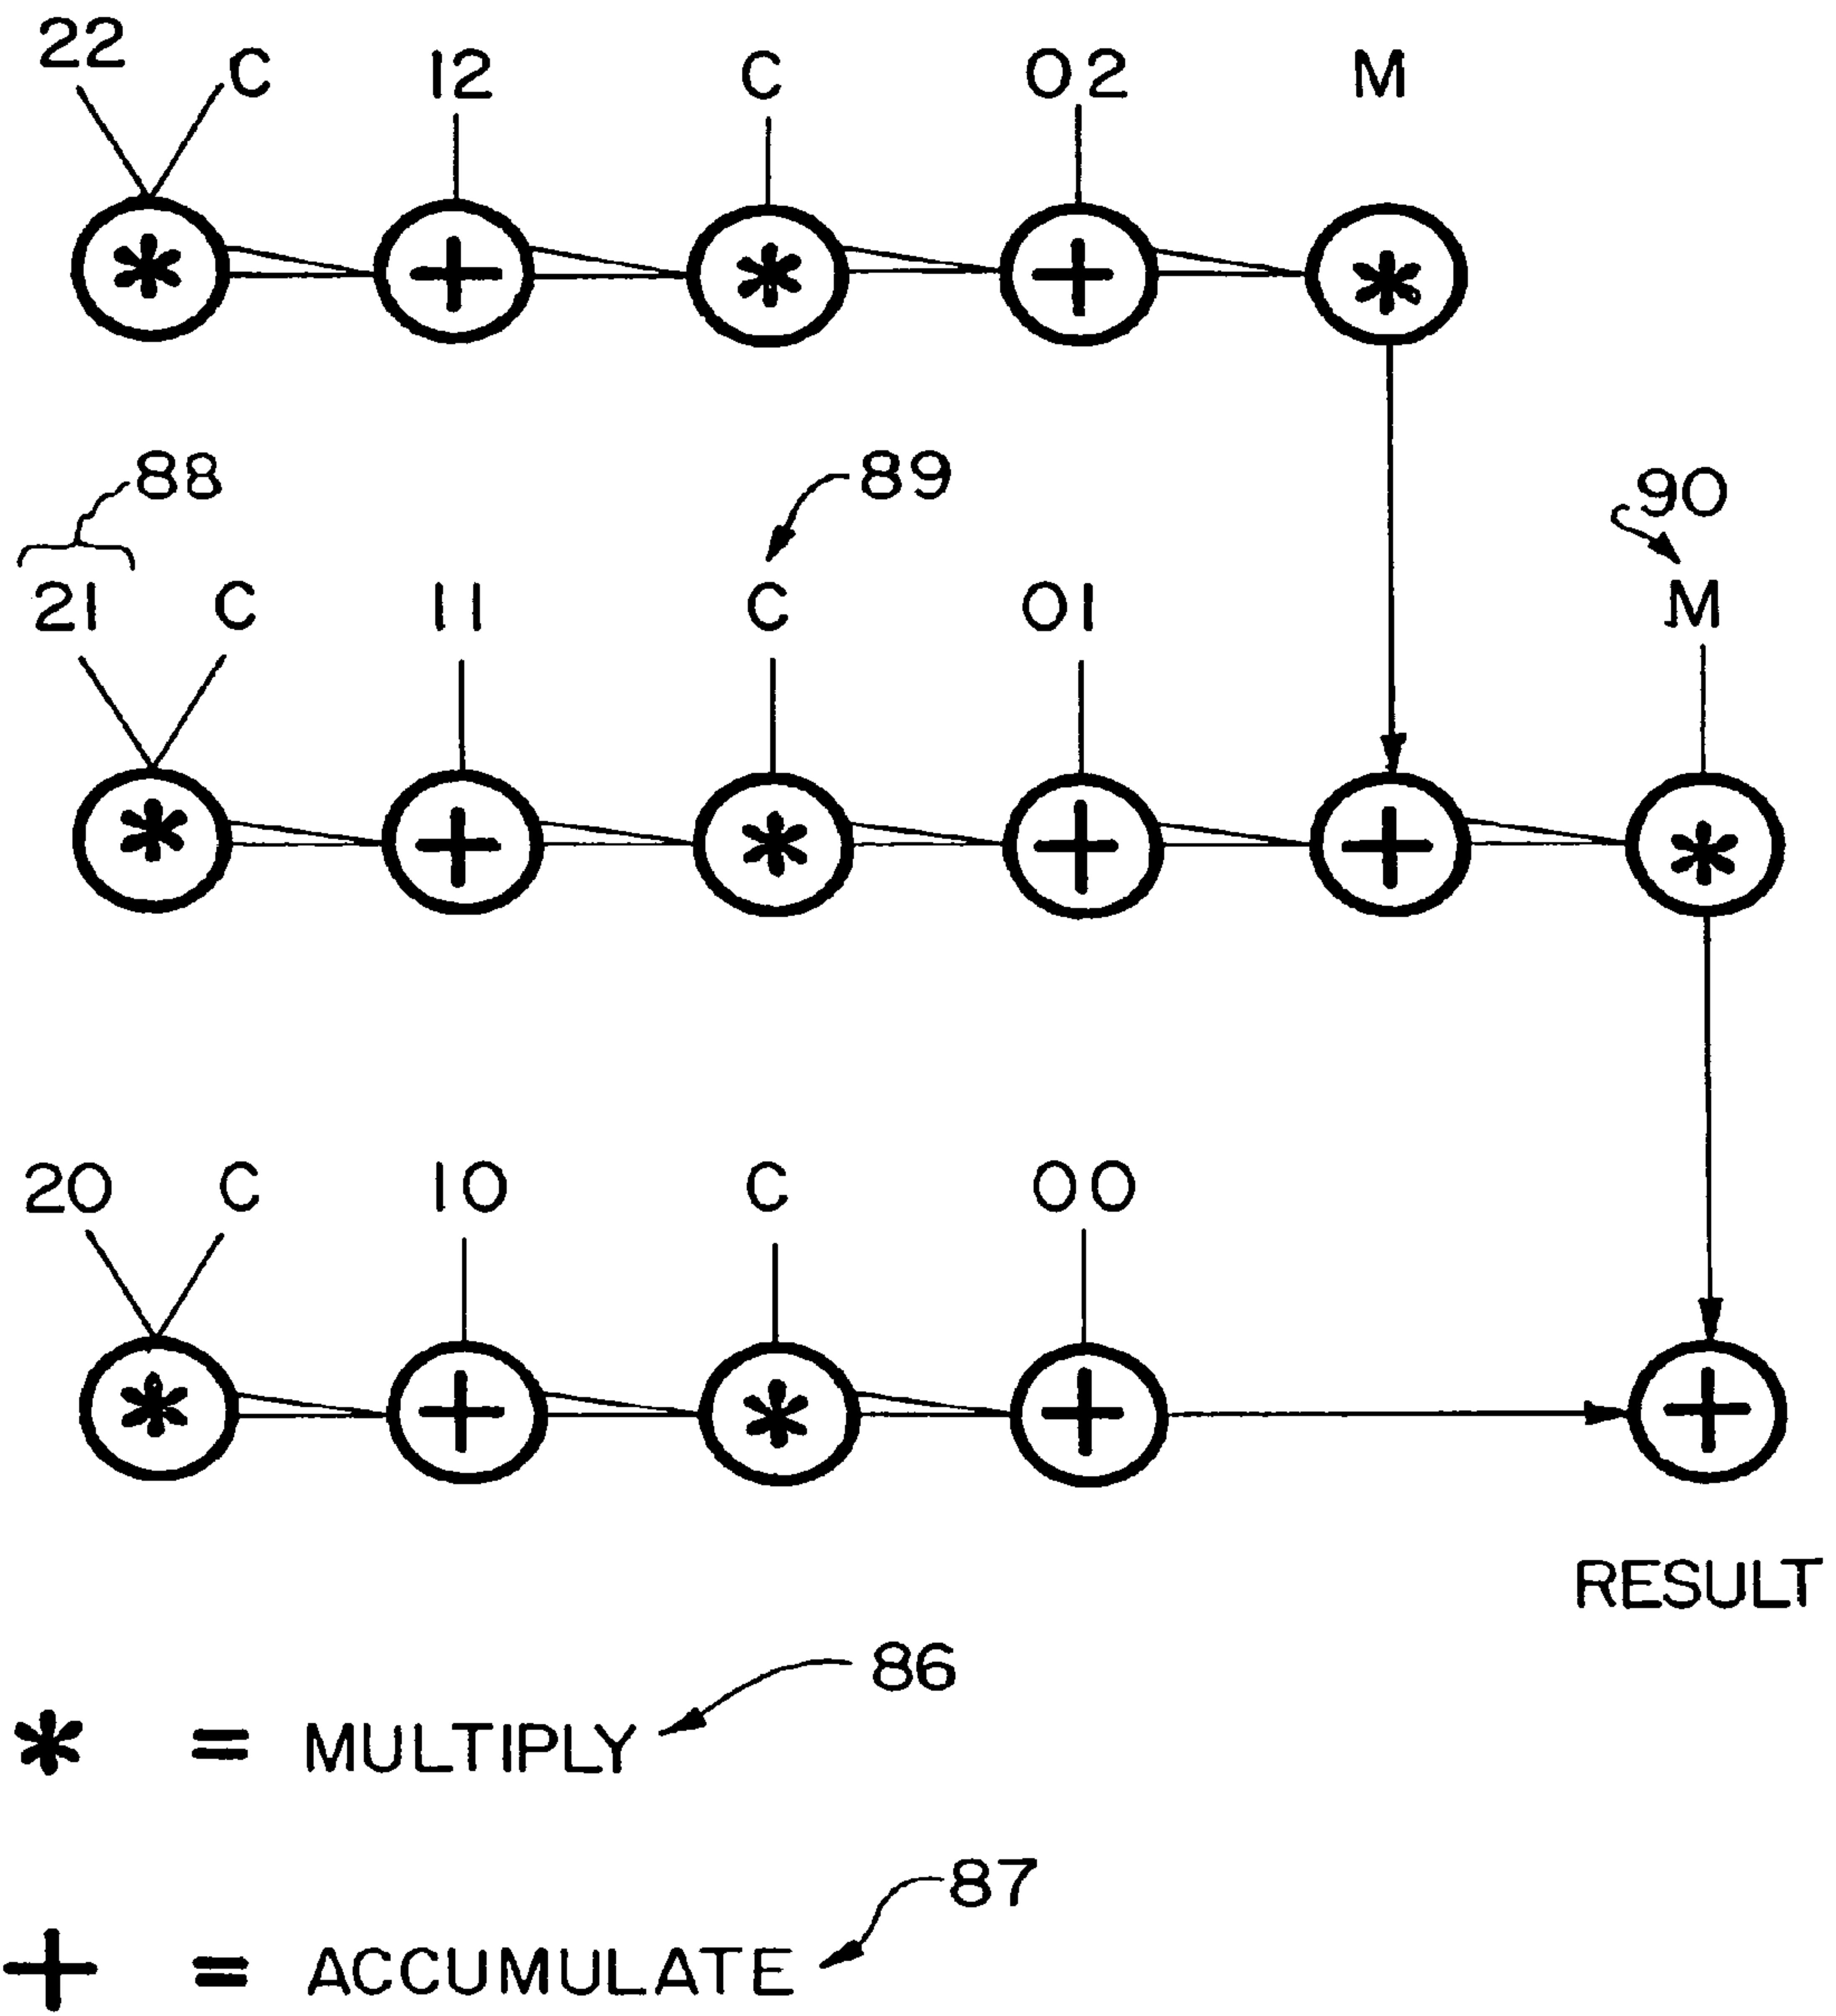 22 C 12 C 02 M
* + * + *
88 89 90
21 C 11 C 01 M
* + * + + *
20 C 10 C 00
* + * + +
RESULT
86
* = MULTIPLY
87
+ = ACCUMULATE